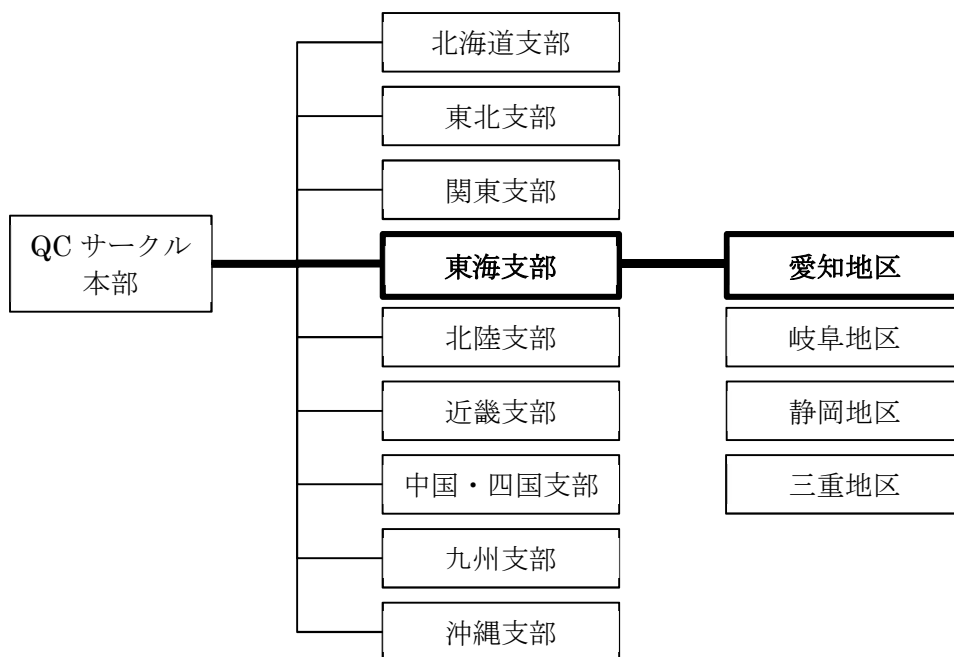 QC サークル
本部
北海道支部
東北支部
関東支部
東海支部
北陸支部
近畿支部
中国・四国支部
九州支部
沖縄支部
愛知地区
岐阜地区
静岡地区
三重地区